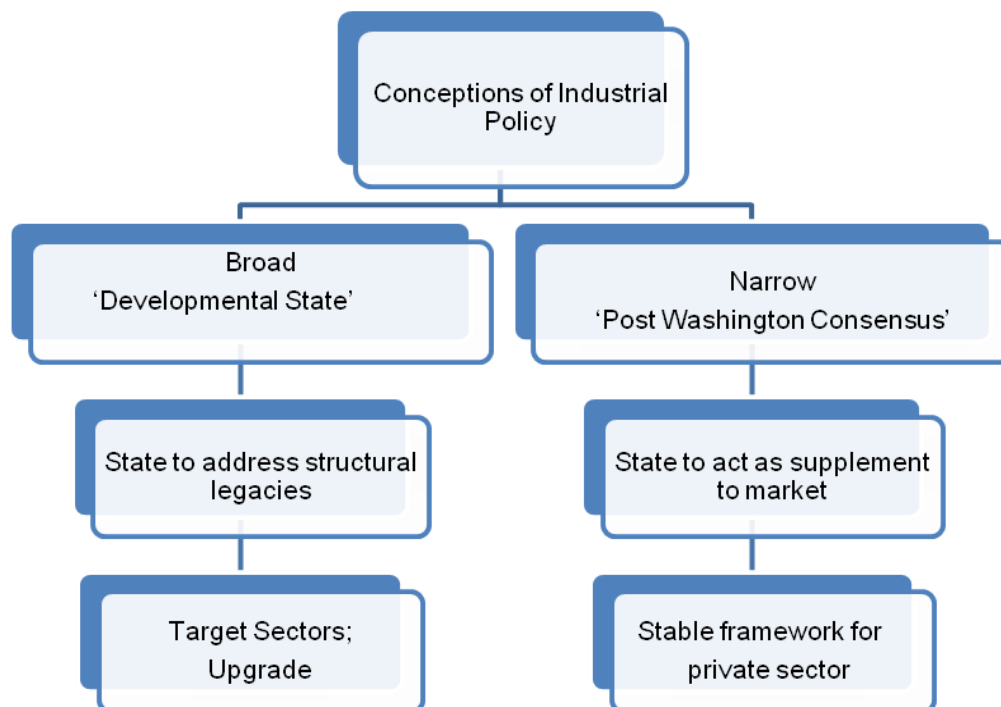 Conceptions of Industrial
Policy
Broad
‘Developmental State’
Narrow
‘Post Washington Consensus’
State to address structural
legacies
State to act as supplement
to market
Target Sectors;
Upgrade
Stable framework for
private sector